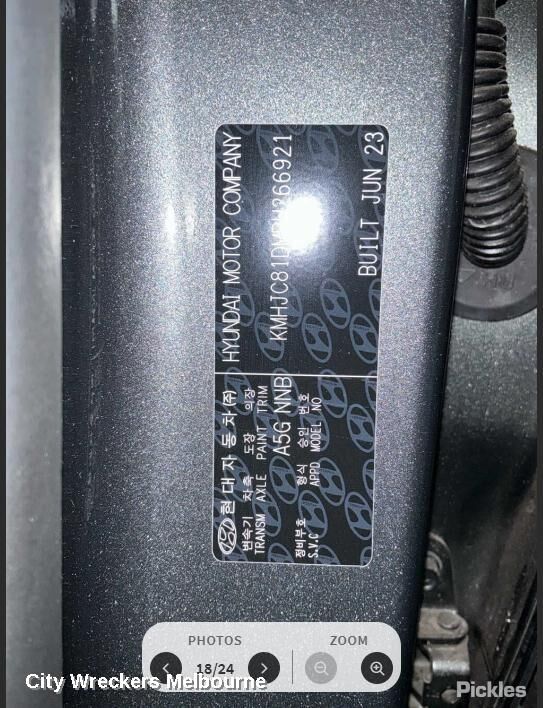 HYUNDAI MOTOR COMPANY
BUILT JUN 23
현대자동차(주)
변속기 차축 도장 의장
TRANSM AXLE PAINT TRIM
A5G NNB
정비부호 형식 승인 번호
S.V.C APPD MODEL NO
PHOTOS ZOOM
18/24
City Wreckers Melbourne
Pickles